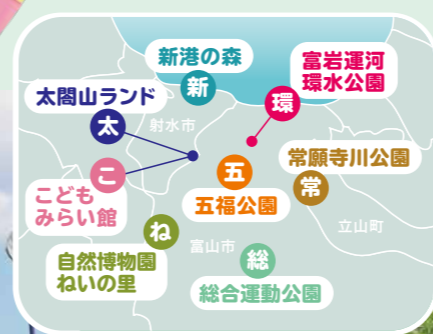 新港の森
新
富岩運河
環水公園
環
太閤山ランド
太
射水市
こ
こども
みらい館
五
五福公園
常願寺川公園
常
立山町
ね
自然博物園
ねいの里
富山市
総
総合運動公園